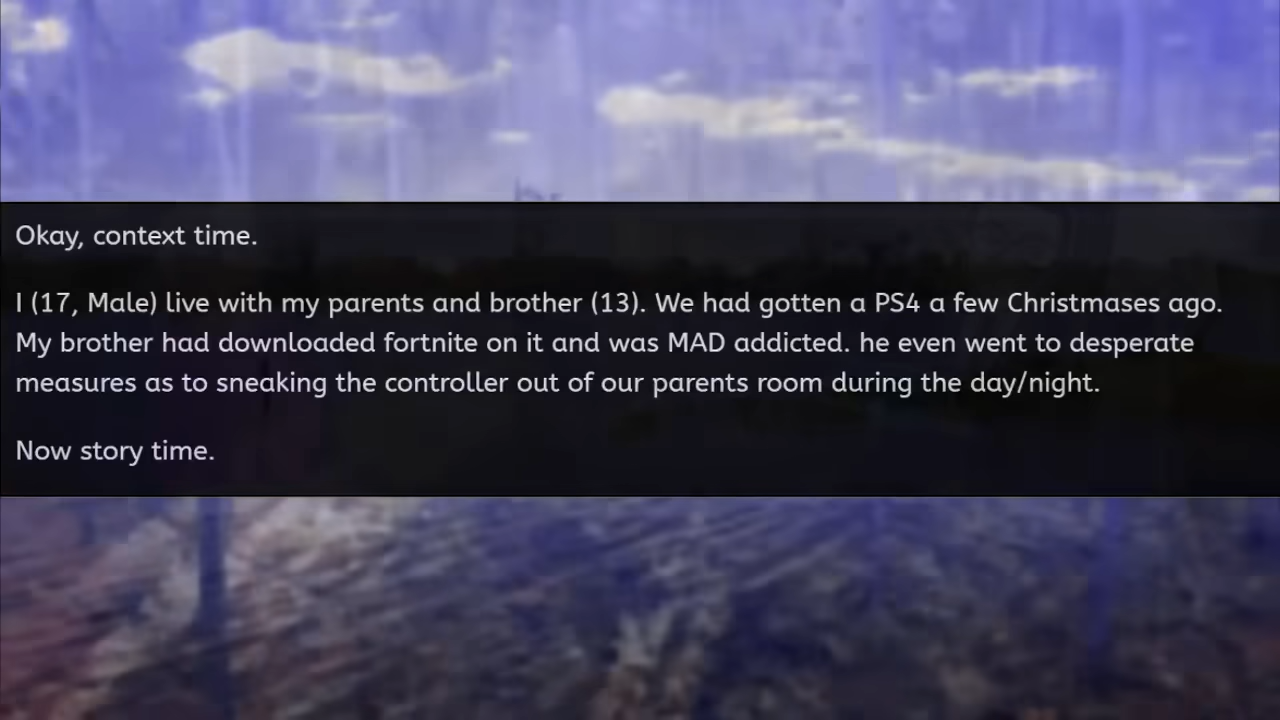 Okay, context time.
I (17, Male) live with my parents and brother (13). We had gotten a PS4 a few Christmases ago.
My brother had downloaded fortnite on it and was MAD addicted. he even went to desperate
measures as to sneaking the controller out of our parents room during the day/night.
Now story time.